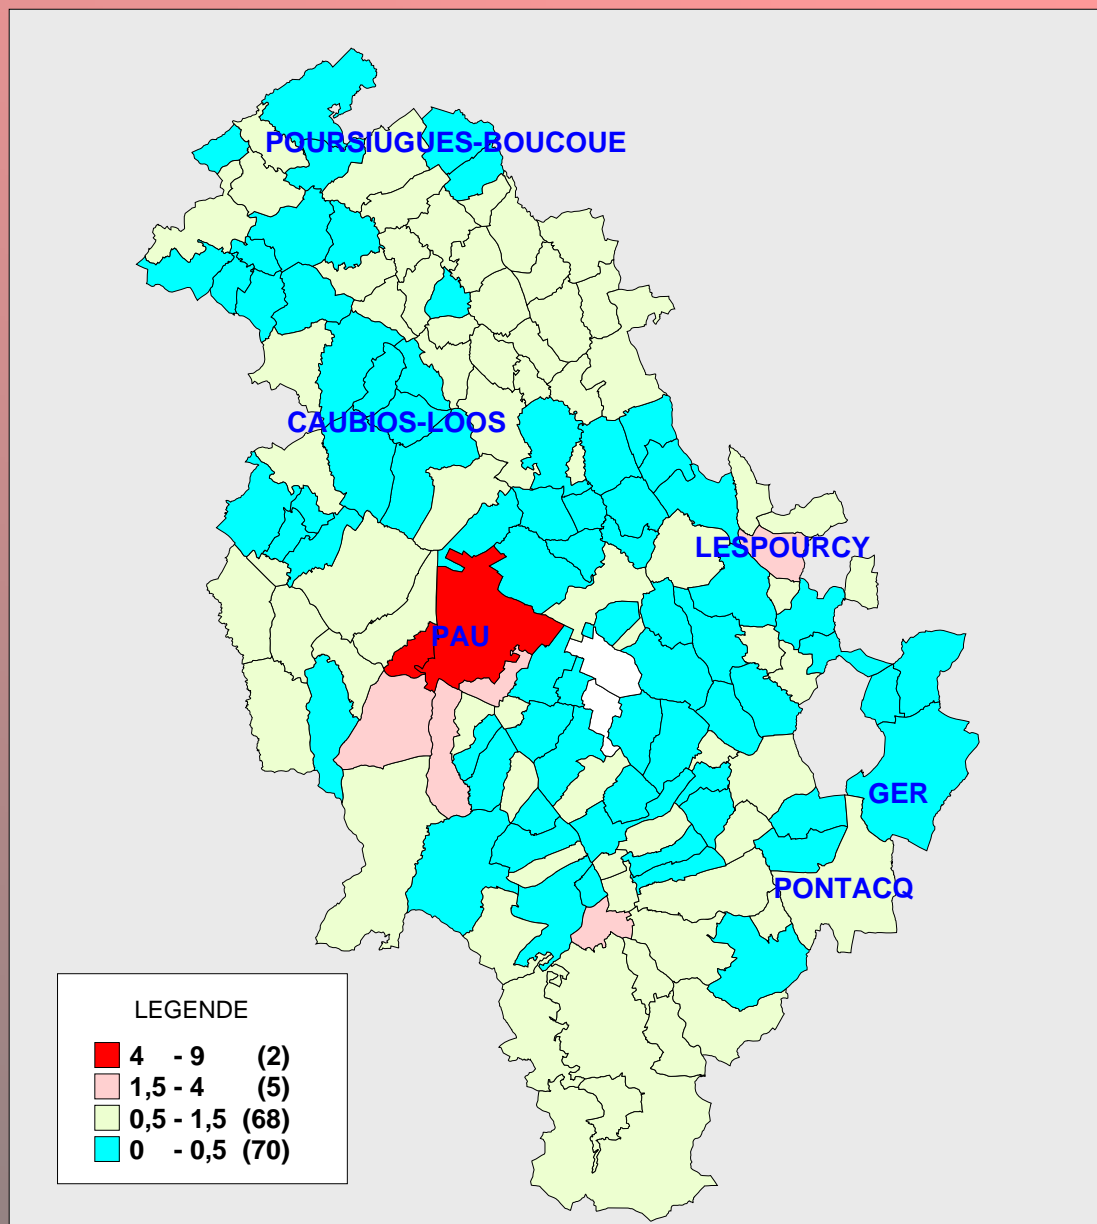 POURSIUGUES-BOUCOUE
CAUBIOS-LOOS
LESPOURCY
PAU
GER
PONTACQ
LEGENDE
4 - 9 (2)
1,5 - 4 (5)
0,5 - 1,5 (68)
0 - 0,5 (70)